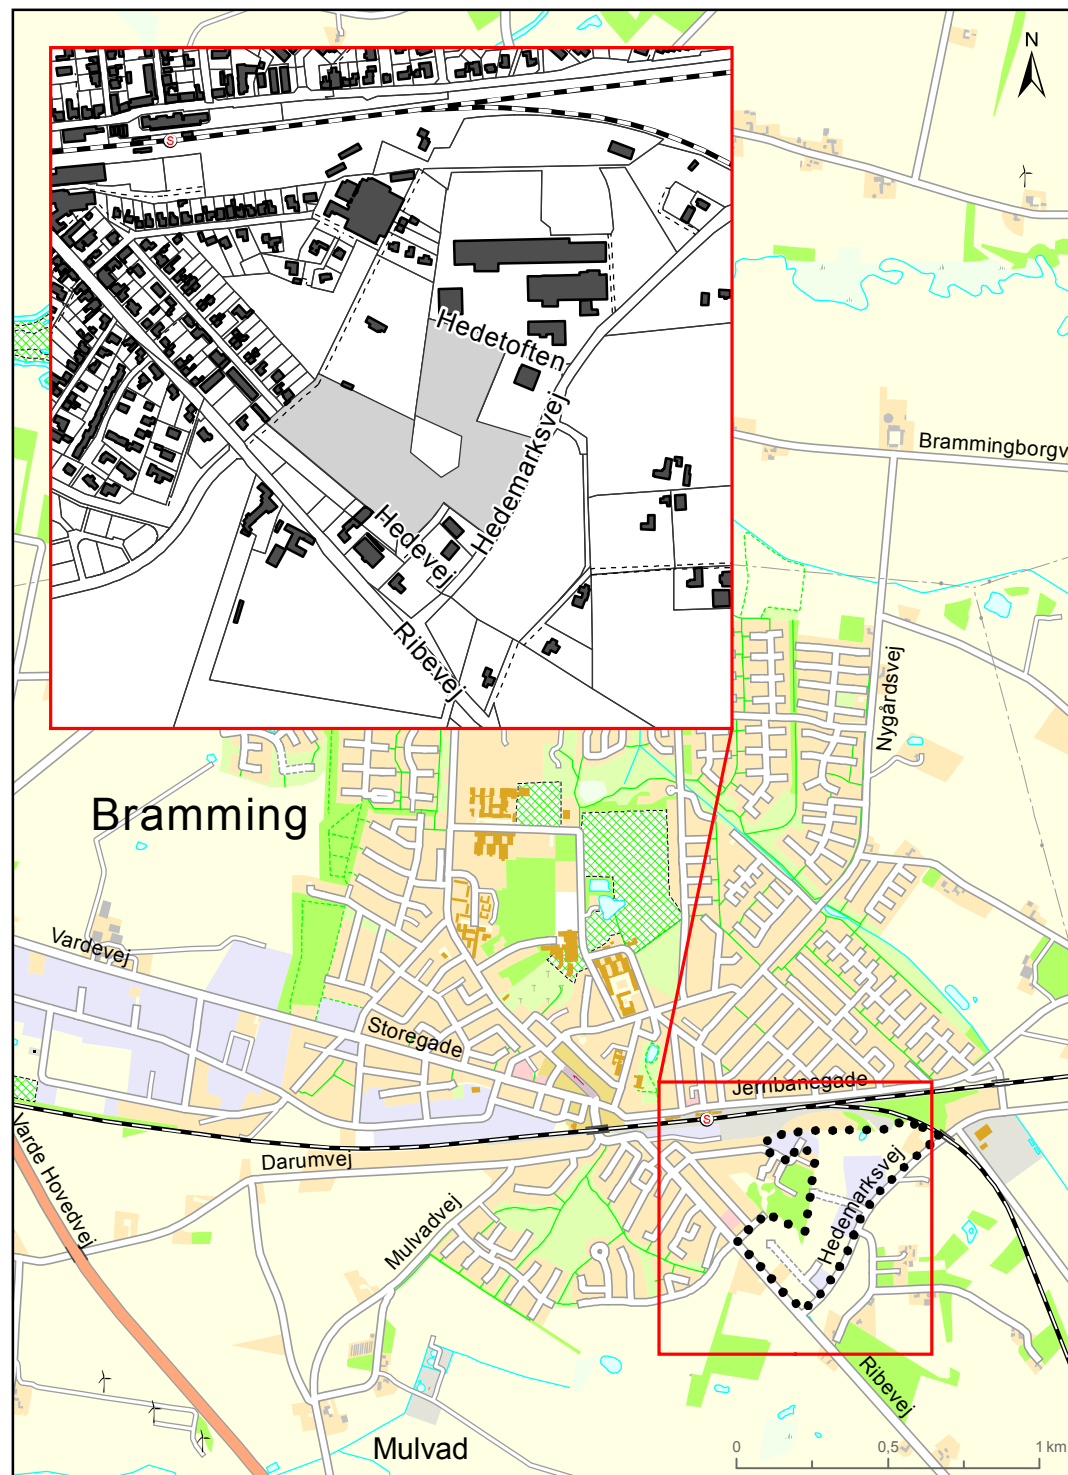 N
S
Hedetoften
Hedemarksvej
Hedevej
Ribevej
Brammingborgv
Nygårdsvej
Bramming
Vardevej
Storegade
Jernbanegade
S
Darumvej
Varde Hovedvej
Mulvadvej
Hedemarksvej
Ribevej
Mulvad
0 0,5 1 km